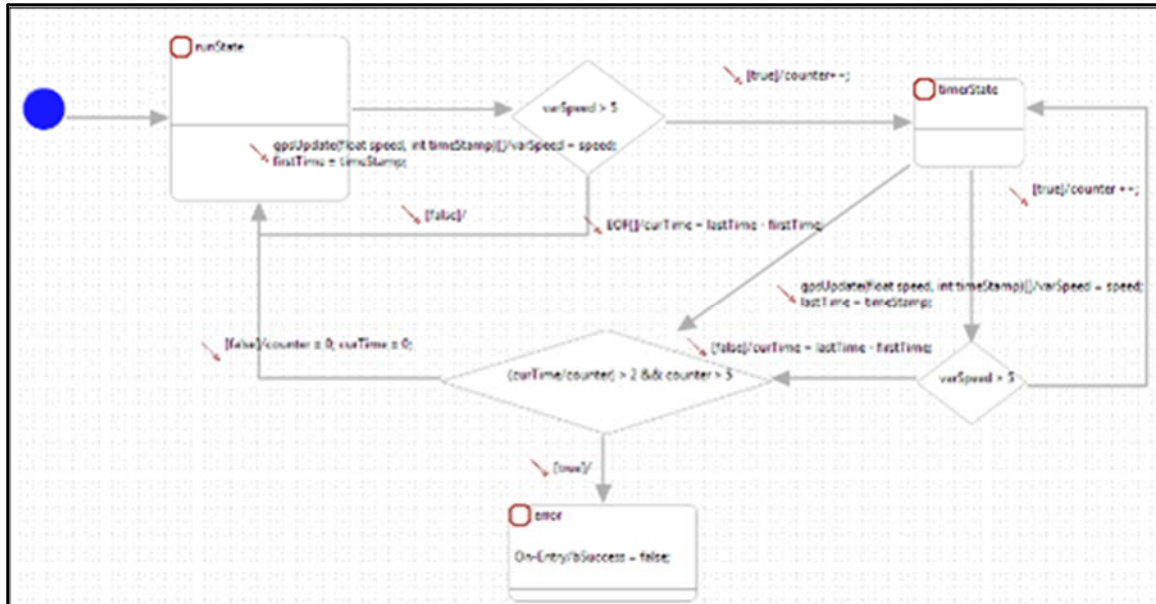 runState
varSpeed > 5
[true]/counter++;
timerState
gpsUpdate(float speed, int timeStamp)[]/varSpeed = speed;
firstTime = timeStamp;
[true]/counter ++;
[false]/
EOF[]/curTime = lastTime - firstTime;
gpsUpdate(float speed, int timeStamp)[]/varSpeed = speed;
lastTime = timeStamp;
[false]/counter = 0; curTime = 0;
[false]/curTime = lastTime - firstTime;
(curTime/counter) > 2 && counter > 5
varSpeed > 5
[true]/
error
On-Entry/bSuccess = false;